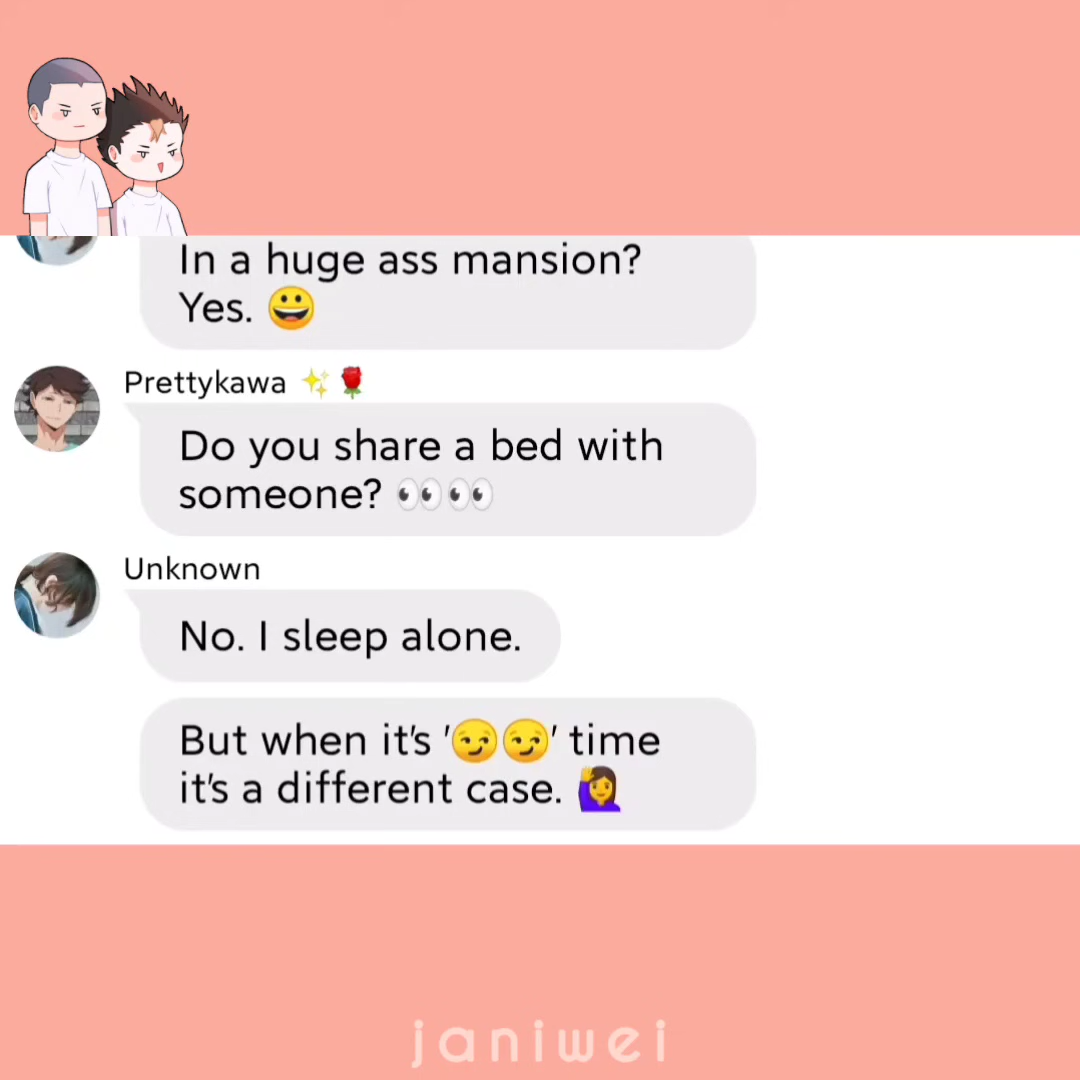 In a huge ass mansion?
Yes. 😀
Prettykawa ✨🌹
Do you share a bed with
someone? 👀👀
Unknown
No. I sleep alone.
But when it's '😏😏' time
it's a different case. 🙋‍♀️
janiwei